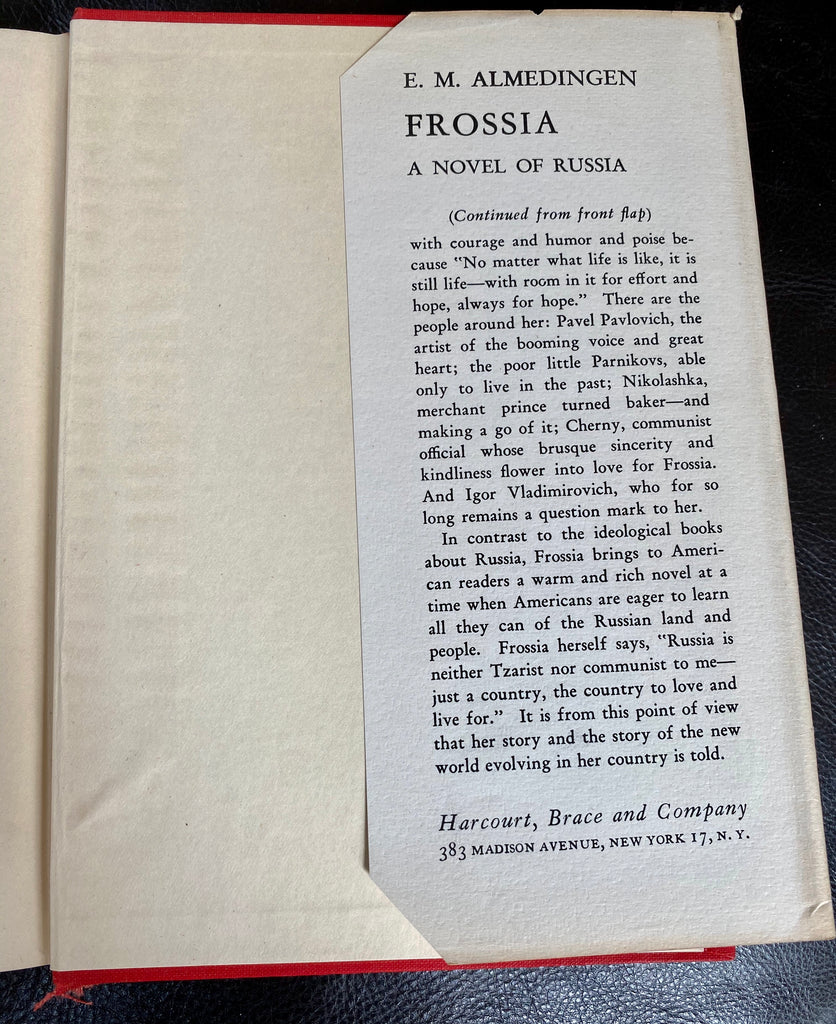 E. M. ALMEDINGEN
FROSSIA
A NOVEL OF RUSSIA
(Continued from front flap)
with courage and humor and poise be-
cause "No matter what life is like, it is
still life—with room in it for effort and
hope, always for hope." There are the
people around her: Pavel Pavlovich, the
artist of the booming voice and great
heart; the poor little Parnikovs, able
only to live in the past; Nikolashka,
merchant prince turned baker—and
making a go of it; Cherny, communist
official whose brusque sincerity and
kindliness flower into love for Frossia.
And Igor Vladimirovich, who for so
long remains a question mark to her.
In contrast to the ideological books
about Russia, Frossia brings to Ameri-
can readers a warm and rich novel at a
time when Americans are eager to learn
all they can of the Russian land and
people. Frossia herself says, "Russia is
neither Tzarist nor communist to me—
just a country, the country to love and
live for." It is from this point of view
that her story and the story of the new
world evolving in her country is told.
Harcourt, Brace and Company
383 MADISON AVENUE, NEW YORK 17, N. Y.